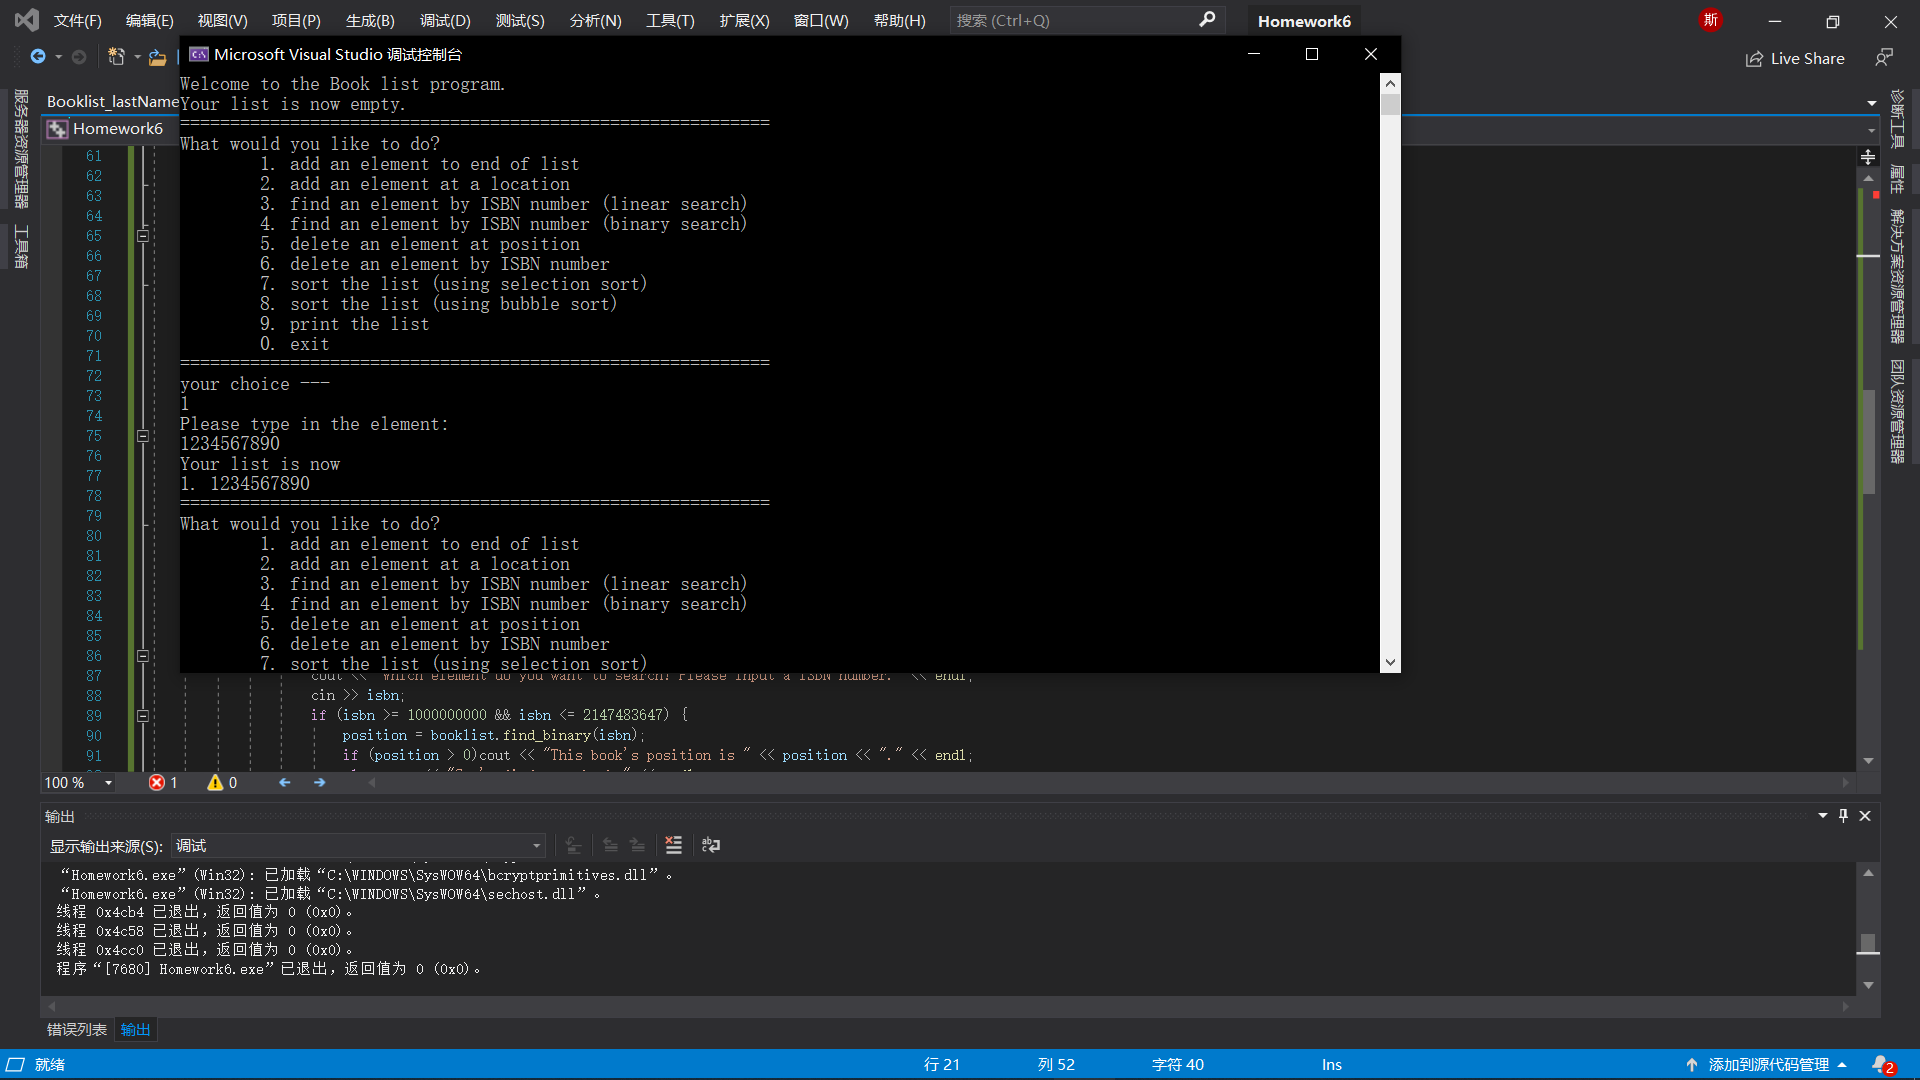 文件(F) 编辑(E) 视图(V) 项目(P) 生成(B) 调试(D) 测试(S) 分析(N) 工具(T) 扩展(X) 窗口(W) 帮助(H) 搜索 (Ctrl+Q) Homework6 斯
Live Share
Microsoft Visual Studio 调试控制台
服务器资源管理器
工具箱
Booklist_lastName
Homework6
诊断工具
属性
解决方案资源管理器
团队资源管理器
Welcome to the Book list program.
Your list is now empty.
===========================================================
What would you like to do?
1. add an element to end of list
2. add an element at a location
3. find an element by ISBN number (linear search)
4. find an element by ISBN number (binary search)
5. delete an element at position
6. delete an element by ISBN number
7. sort the list (using selection sort)
8. sort the list (using bubble sort)
9. print the list
0. exit
===========================================================
your choice ---
1
Please type in the element:
1234567890
Your list is now
1. 1234567890
===========================================================
What would you like to do?
1. add an element to end of list
2. add an element at a location
3. find an element by ISBN number (linear search)
4. find an element by ISBN number (binary search)
5. delete an element at position
6. delete an element by ISBN number
7. sort the list (using selection sort)
61
62
63
64
65
66
67
68
69
70
71
72
73
74
75
76
77
78
79
80
81
82
83
84
85
86
87 cout << "Which element do you want to search? Please input a ISBN number." << endl;
88 cin >> isbn;
89 if (isbn >= 1000000000 && isbn <= 2147483647) {
90 position = booklist.find_binary(isbn);
91 if (position > 0)cout << "This book's position is " << position << "." << endl;
100 % 1 0
输出
显示输出来源(S): 调试
“Homework6.exe”(Win32): 已加载“C:\WINDOWS\SysWOW64\bcryptprimitives.dll”。
“Homework6.exe”(Win32): 已加载“C:\WINDOWS\SysWOW64\sechost.dll”。
线程 0x4cb4 已退出，返回值为 0 (0x0)。
线程 0x4c58 已退出，返回值为 0 (0x0)。
线程 0x4cc0 已退出，返回值为 0 (0x0)。
程序“[7680] Homework6.exe”已退出，返回值为 0 (0x0)。
错误列表 输出
就绪 行 21 列 52 字符 40 Ins 添加到源代码管理 2